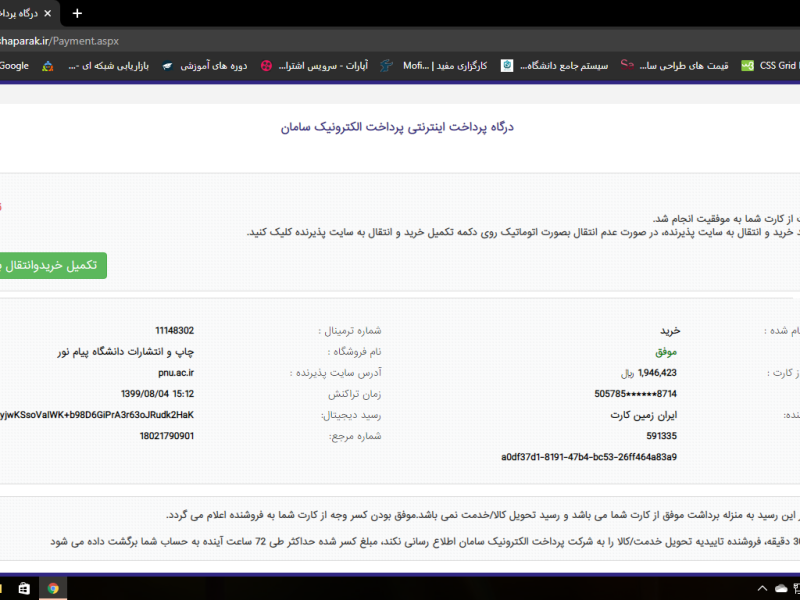 درگاه پرداخ
shaparak.ir/Payment.aspx
Google
بازاریابی شبکه ای -...
دوره های آموزشی
آپارات - سرویس اشترا...
کارگزاری مفید | Mofi...
سیستم جامع دانشگاه...
قیمت های طراحی سا...
CSS Grid
درگاه پرداخت اینترنتی پرداخت الکترونیک سامان
از کارت شما به موفقیت انجام شد.
خرید و انتقال به سایت پذیرنده، در صورت عدم انتقال بصورت اتوماتیک روی دکمه تکمیل خرید و انتقال به سایت پذیرنده کلیک کنید.
تکمیل خریدوانتقال
ام شده : خرید شماره ترمینال : 11148302
موفق نام فروشگاه : چاپ و انتشارات دانشگاه پیام نور
از کارت : 1,946,423 ریال آدرس سایت پذیرنده : pnu.ac.ir
505785******8714 زمان تراکنش 1399/08/04 15:12
نده: ایران زمین کارت رسید دیجیتال: yjwKSsoVaIWK+b98D6GiPrA3r63oJRudk2HaK
591335 شماره مرجع: 18021790901
a0df37d1-8191-47b4-bc53-26ff464a83a9
این رسید به منزله برداشت موفق از کارت شما می باشد و رسید تحویل کالا/خدمت نمی باشد.موفق بودن کسر وجه از کارت شما به فروشنده اعلام می گردد.
30 دقیقه، فروشنده تاییدیه تحویل خدمت/کالا را به شرکت پرداخت الکترونیک سامان اطلاع رسانی نکند، مبلغ کسر شده حداکثر طی 72 ساعت آینده به حساب شما برگشت داده می شود